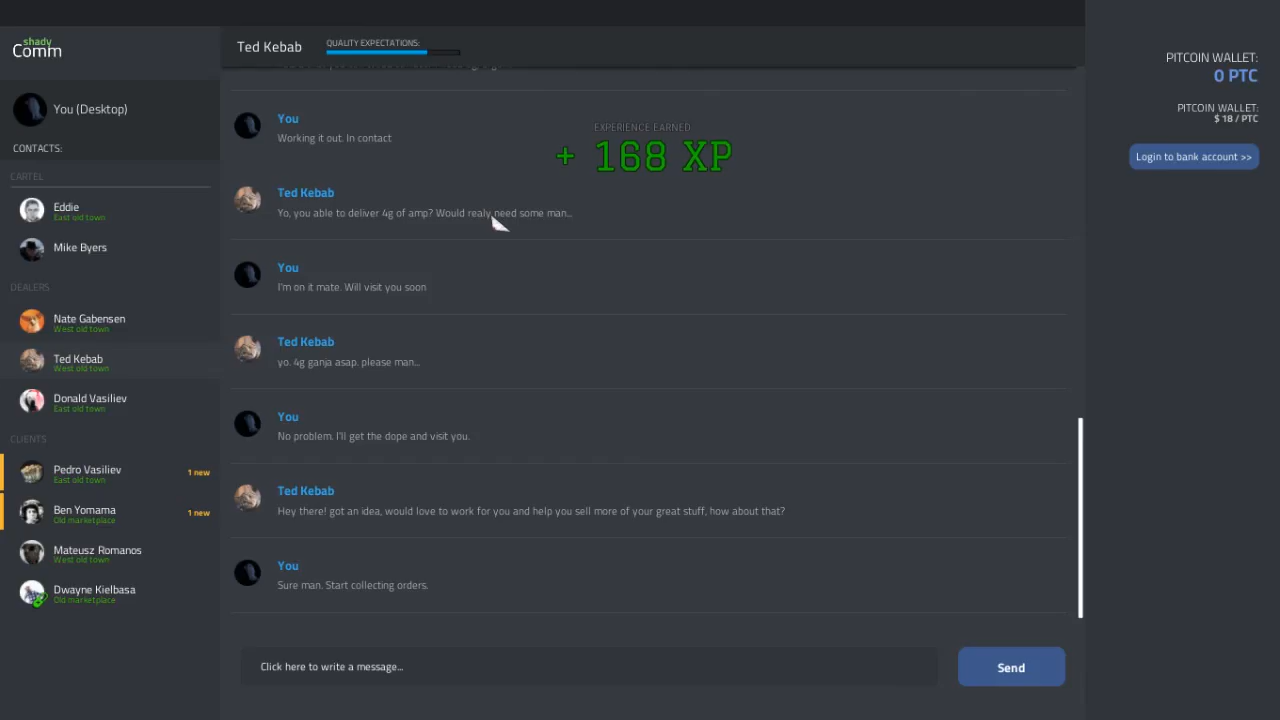 shady
Comm
You (Desktop)
CONTACTS:
CARTEL
Eddie
East old town
Mike Byers
DEALERS
Nate Gabensen
West old town
Ted Kebab
West old town
Donald Vasiliev
East old town
CLIENTS
Pedro Vasiliev
East old town
1 new
Ben Yomama
Old marketplace
1 new
Mateusz Romanos
West old town
Dwayne Kielbasa
Old marketplace
Ted Kebab
QUALITY EXPECTATIONS:
You
Working it out. In contact
EXPERIENCE EARNED
+ 168 XP
Ted Kebab
Yo, you able to deliver 4g of amp? Would realy need some man...
You
I'm on it mate. Will visit you soon
Ted Kebab
yo. 4g ganja asap. please man...
You
No problem. I'll get the dope and visit you.
Ted Kebab
Hey there! got an idea, would love to work for you and help you sell more of your great stuff, how about that?
You
Sure man. Start collecting orders.
Click here to write a message...
Send
PITCOIN WALLET:
0 PTC
PITCOIN WALLET:
$ 18 / PTC
Login to bank account >>